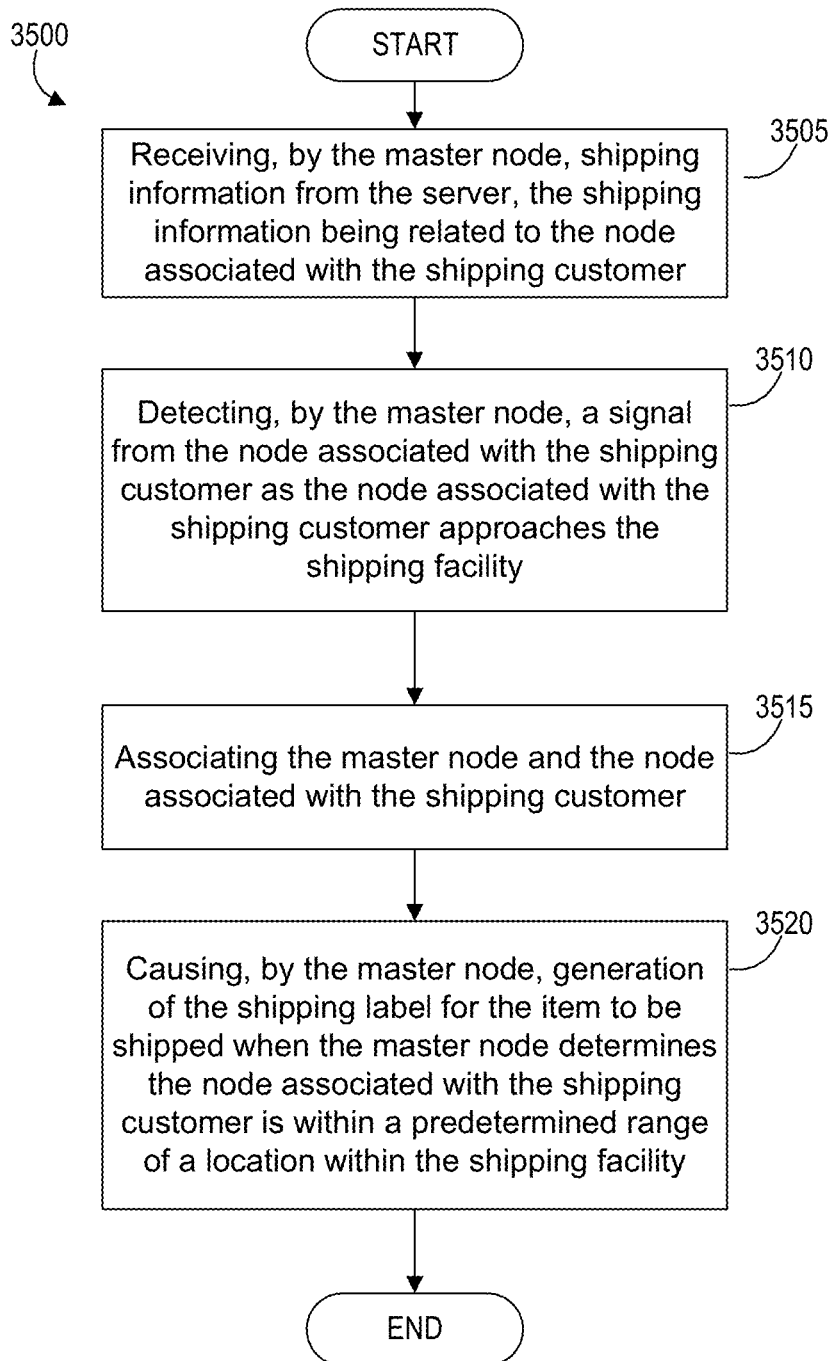 3500
START
3505
Receiving, by the master node, shipping
information from the server, the shipping
information being related to the node
associated with the shipping customer
3510
Detecting, by the master node, a signal
from the node associated with the shipping
customer as the node associated with the
shipping customer approaches the
shipping facility
3515
Associating the master node and the node
associated with the shipping customer
3520
Causing, by the master node, generation
of the shipping label for the item to be
shipped when the master node determines
the node associated with the shipping
customer is within a predetermined range
of a location within the shipping facility
END